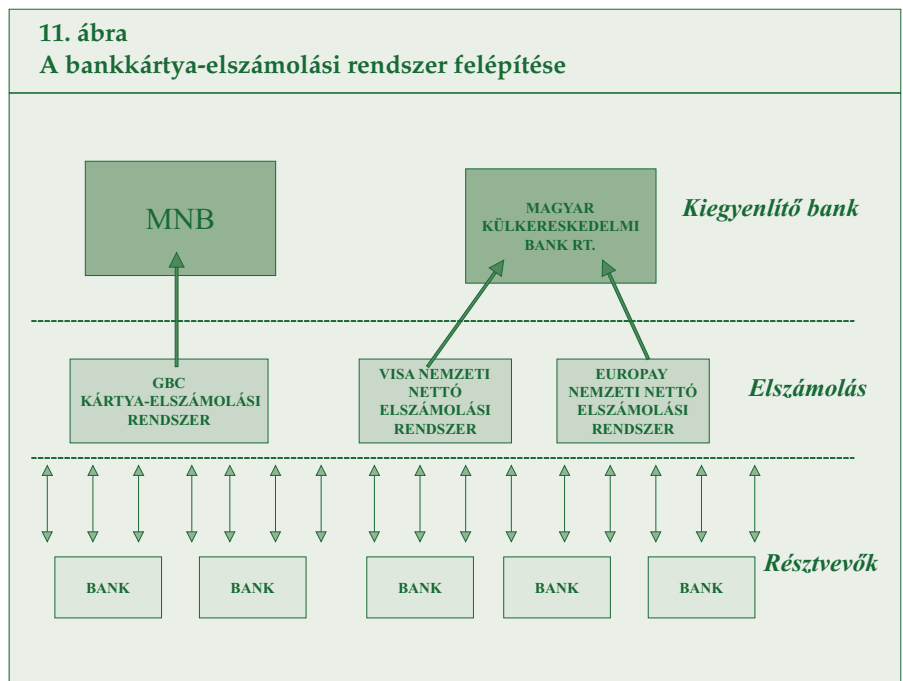 11. ábra
A bankkártya-elszámolási rendszer felépítése
MNB
MAGYAR
KÜLKERESKEDELMI
BANK RT.
Kiegyenlítő bank
GBC
KÁRTYA-ELSZÁMOLÁSI
RENDSZER
VISA NEMZETI
NETTÓ
ELSZÁMOLÁSI
RENDSZER
EUROPAY
NEMZETI NETTÓ
ELSZÁMOLÁSI
RENDSZER
Elszámolás
BANK
BANK
BANK
BANK
BANK
Résztvevők